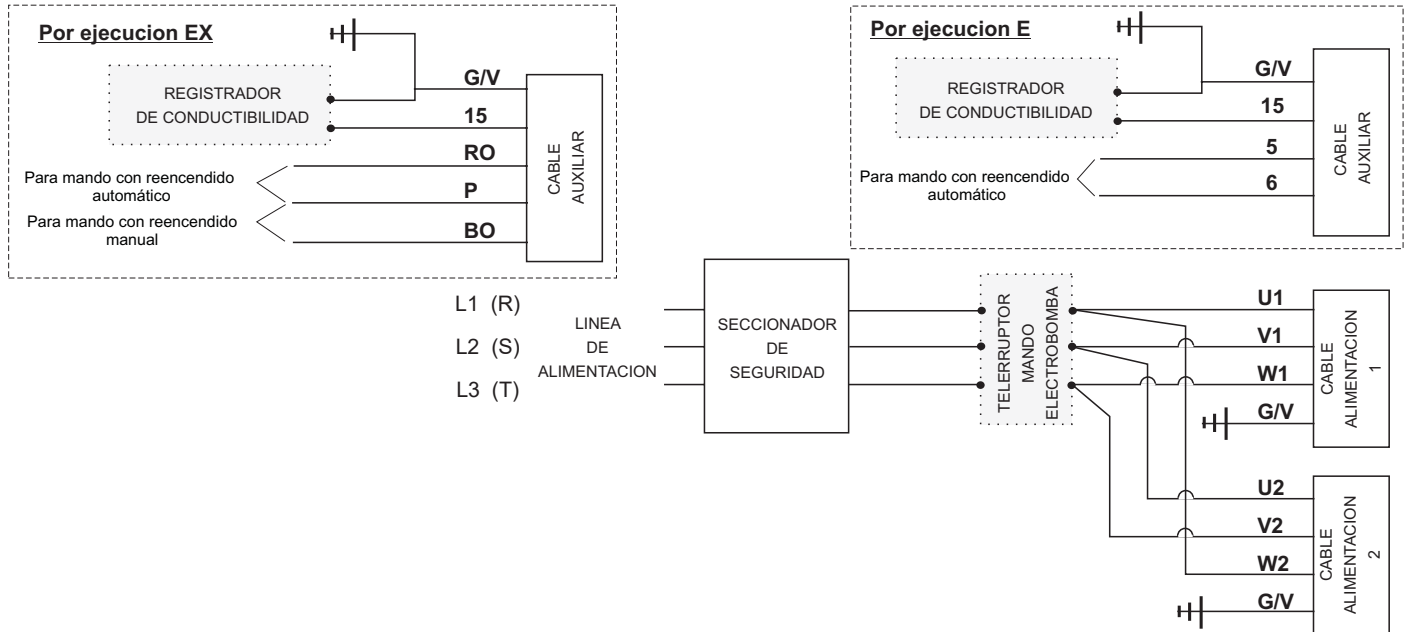 Por ejecucion EX
REGISTRADOR
DE CONDUCTIBILIDAD
G/V
15
RO
P
BO
CABLE
AUXILIAR
Para mando con reencendido
automático
Para mando con reencendido
manual
Por ejecucion E
REGISTRADOR
DE CONDUCTIBILIDAD
G/V
15
5
6
CABLE
AUXILIAR
Para mando con reencendido
automático
L1 (R)
L2 (S)
L3 (T)
LINEA
DE
ALIMENTACION
SECCIONADOR
DE
SEGURIDAD
TELERRUPTOR
MANDO
ELECTROBOMBA
U1
V1
W1
G/V
CABLE
ALIMENTACION
1
U2
V2
W2
G/V
CABLE
ALIMENTACION
2